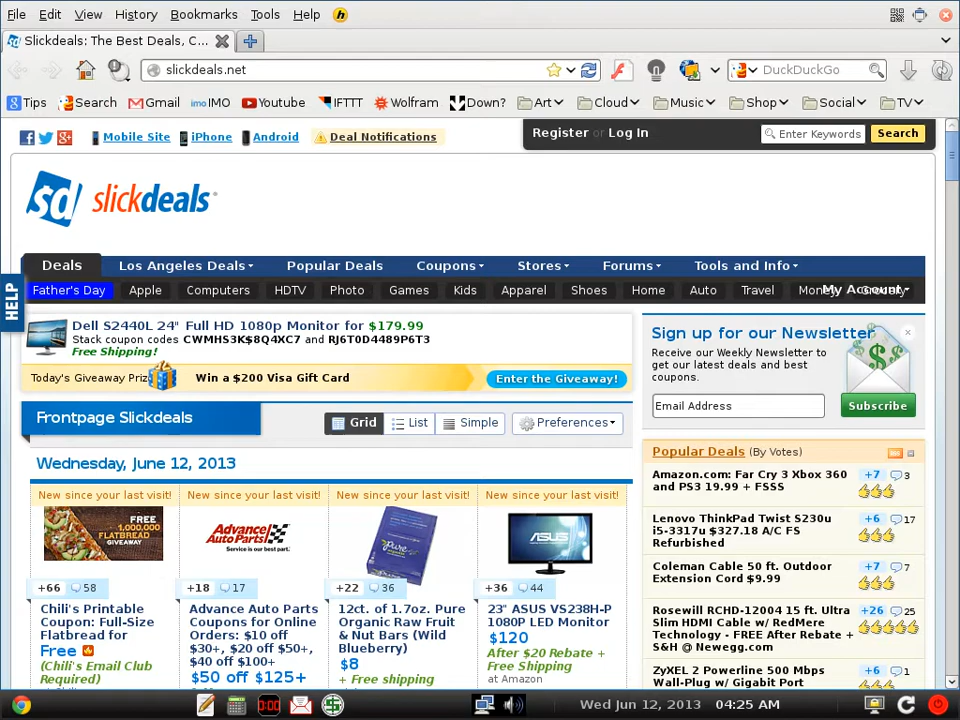 File Edit View History Bookmarks Tools Help
Slickdeals: The Best Deals, C...
slickdeals.net
DuckDuckGo
Tips Search Gmail imo IMO Youtube IFTTT Wolfram Down? Art Cloud Music Shop Social TV
Mobile Site iPhone Android Deal Notifications
Register or Log In Enter Keywords Search
sd slickdeals
Deals Los Angeles Deals Popular Deals Coupons Stores Forums Tools and Info
Father's Day Apple Computers HDTV Photo Games Kids Apparel Shoes Home Auto Travel My Account
HELP
Dell S2440L 24" Full HD 1080p Monitor for $179.99
Stack coupon codes CWMHS3K$8Q4XC7 and RJ6T0D4489P6T3
Free Shipping!
Today's Giveaway Priz Win a $200 Visa Gift Card Enter the Giveaway!
Sign up for our Newsletter
Receive our Weekly Newsletter to
get our latest deals and best
coupons.
Email Address Subscribe
Frontpage Slickdeals Grid List Simple Preferences
Wednesday, June 12, 2013
New since your last visit! New since your last visit! New since your last visit! New since your last visit!
FREE
1,000,000
FLATBREAD
GIVEAWAY
Advance
Auto Parts
Service is our best part.
Pure
ASUS
+66 58 +18 17 +22 36 +36 44
Chili's Printable
Coupon: Full-Size
Flatbread for
Free
(Chili's Email Club
Required)
Advance Auto Parts
Coupons for Online
Orders: $10 off
$30+, $20 off $50+,
$40 off $100+
$50 off $125+
12ct. of 1.7oz. Pure
Organic Raw Fruit
& Nut Bars (Wild
Blueberry)
$8
+ Free shipping
23" ASUS VS238H-P
1080P LED Monitor
$120
After $20 Rebate +
Free Shipping
at Amazon
Popular Deals (By Votes)
Amazon.com: Far Cry 3 Xbox 360
and PS3 19.99 + FSSS
+7 3
Lenovo ThinkPad Twist S230u
i5-3317u $327.18 A/C FS
Refurbished
+6 17
Coleman Cable 50 ft. Outdoor
Extension Cord $9.99
+7 7
Rosewill RCHD-12004 15 ft. Ultra
Slim HDMI Cable w/ RedMere
Technology - FREE After Rebate +
S&H @ Newegg.com
+26 25
ZyXEL 2 Powerline 500 Mbps
Wall-Plug w/ Gigabit Port
+6 1
0:00
Wed Jun 12, 2013 04:25 AM